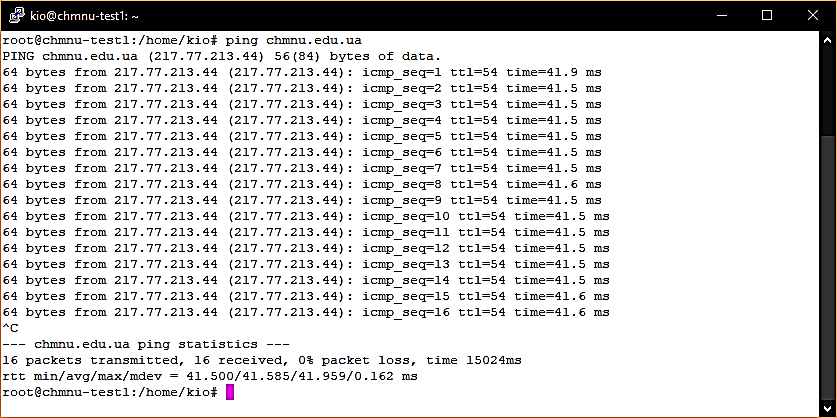 kio@chmnu-test1: ~
root@chmnu-test1:/home/kio# ping chmnu.edu.ua
PING chmnu.edu.ua (217.77.213.44) 56(84) bytes of data.
64 bytes from 217.77.213.44 (217.77.213.44): icmp_seq=1 ttl=54 time=41.9 ms
64 bytes from 217.77.213.44 (217.77.213.44): icmp_seq=2 ttl=54 time=41.5 ms
64 bytes from 217.77.213.44 (217.77.213.44): icmp_seq=3 ttl=54 time=41.5 ms
64 bytes from 217.77.213.44 (217.77.213.44): icmp_seq=4 ttl=54 time=41.5 ms
64 bytes from 217.77.213.44 (217.77.213.44): icmp_seq=5 ttl=54 time=41.5 ms
64 bytes from 217.77.213.44 (217.77.213.44): icmp_seq=6 ttl=54 time=41.5 ms
64 bytes from 217.77.213.44 (217.77.213.44): icmp_seq=7 ttl=54 time=41.5 ms
64 bytes from 217.77.213.44 (217.77.213.44): icmp_seq=8 ttl=54 time=41.6 ms
64 bytes from 217.77.213.44 (217.77.213.44): icmp_seq=9 ttl=54 time=41.5 ms
64 bytes from 217.77.213.44 (217.77.213.44): icmp_seq=10 ttl=54 time=41.5 ms
64 bytes from 217.77.213.44 (217.77.213.44): icmp_seq=11 ttl=54 time=41.5 ms
64 bytes from 217.77.213.44 (217.77.213.44): icmp_seq=12 ttl=54 time=41.5 ms
64 bytes from 217.77.213.44 (217.77.213.44): icmp_seq=13 ttl=54 time=41.5 ms
64 bytes from 217.77.213.44 (217.77.213.44): icmp_seq=14 ttl=54 time=41.5 ms
64 bytes from 217.77.213.44 (217.77.213.44): icmp_seq=15 ttl=54 time=41.6 ms
64 bytes from 217.77.213.44 (217.77.213.44): icmp_seq=16 ttl=54 time=41.6 ms
^C
--- chmnu.edu.ua ping statistics ---
16 packets transmitted, 16 received, 0% packet loss, time 15024ms
rtt min/avg/max/mdev = 41.500/41.585/41.959/0.162 ms
root@chmnu-test1:/home/kio#